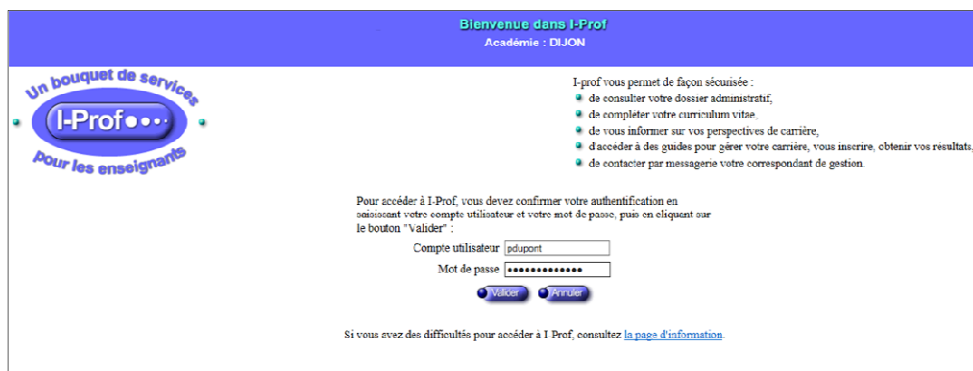 Bienvenue dans I-Prof
Académie : DIJON
Un bouquet de services
I-Prof
pour les enseignants
I-prof vous permet de façon sécurisée :
de consulter votre dossier administratif,
de compléter votre curriculum vitae,
de vous informer sur vos perspectives de carrière,
d'accéder à des guides pour gérer votre carrière, vous inscrire, obtenir vos résultats,
de contacter par messagerie votre correspondant de gestion.
Pour accéder à I-Prof, vous devez confirmer votre authentification en
saisissant votre compte utilisateur et votre mot de passe, puis en cliquant sur
le bouton "Valider" :
Compte utilisateur pdupont
Mot de passe •••••••••••••
Valider Annuler
Si vous avez des difficultés pour accéder à I Prof, consultez la page d'information.